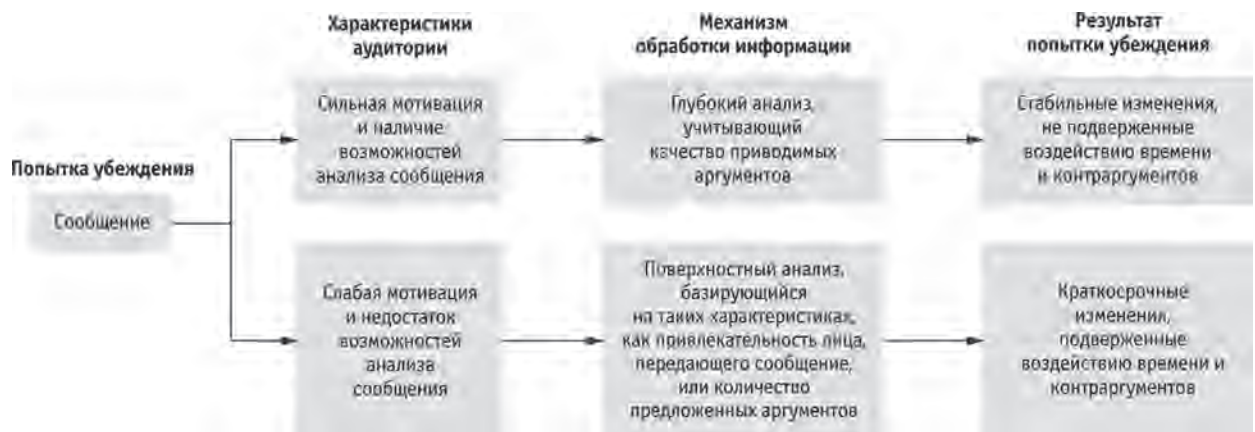 Характеристики
аудитории
Механизм
обработки информации
Результат
попытки убеждения
Попытка убеждения
Сообщение
Сильная мотивация
и наличие
возможностей
анализа сообщения
Глубокий анализ,
учитывающий
качество приводимых
аргументов
Стабильные изменения,
не подверженные
воздействию времени
и контраргументов
Слабая мотивация
и недостаток
возможностей
анализа
сообщения
Поверхностный анализ,
базирующийся
на таких характеристиках,
как привлекательность лица,
передающего сообщение,
или количество
предложенных аргументов
Краткосрочные
изменения,
подверженные
воздействию времени и
контраргументов